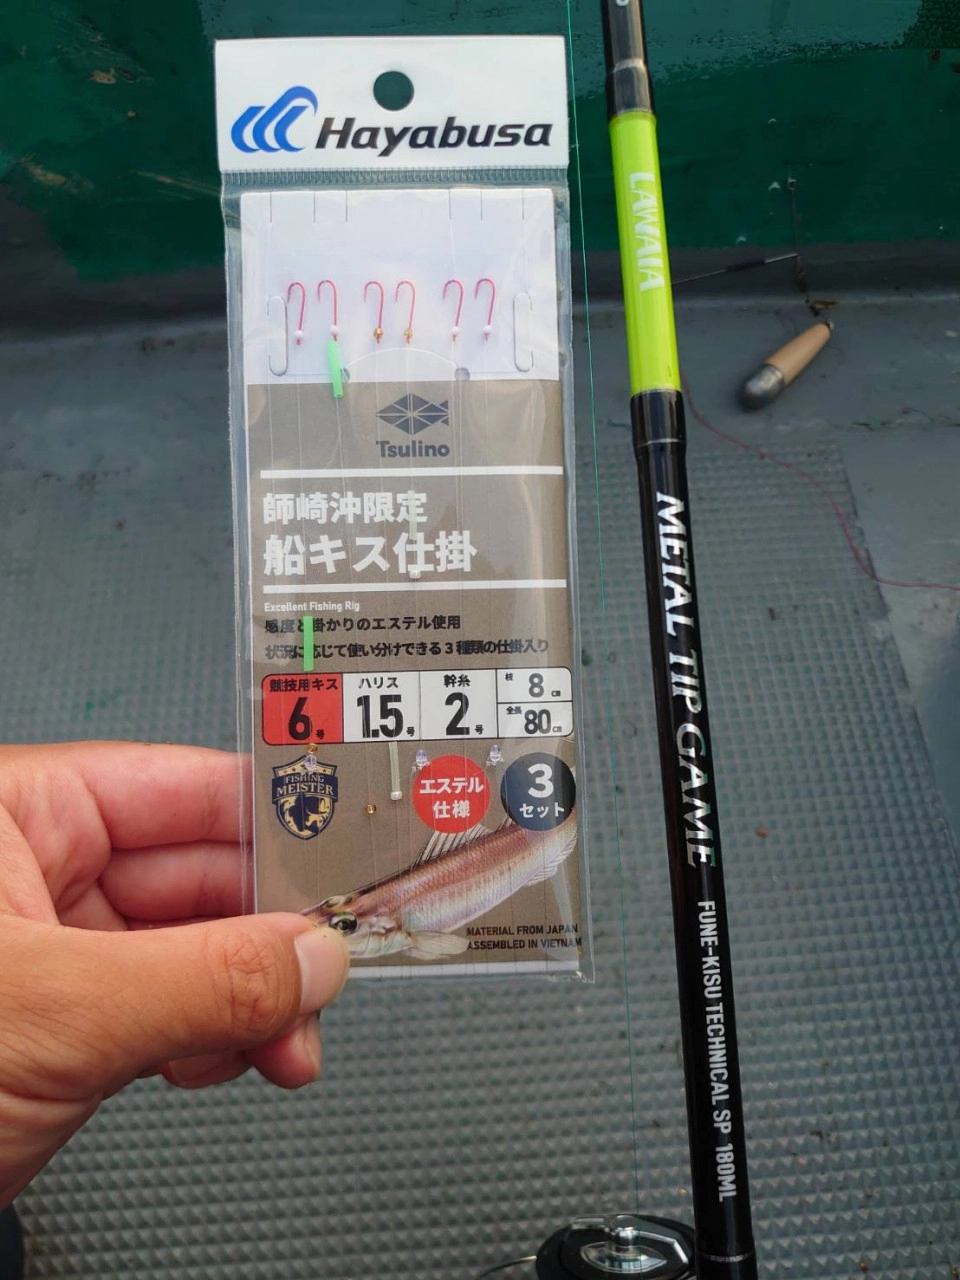 Hayabusa
Tsulino
師崎沖限定
船キス仕掛
Excellent Fishing Rig
感度と掛かりのエステル使用
状況に応じて使い分けできる3種類の仕掛入り
競技用キス 6号
ハリス 1.5号
幹糸 2号
枝 8cm
全長 80cm
FISHING
MEISTER
エステル
仕様
3
セット
MATERIAL FROM JAPAN
ASSEMBLED IN VIETNAM
LAWAIA
METAL TIP GAME
FUNE-KISU TECHNICAL SP 180ML